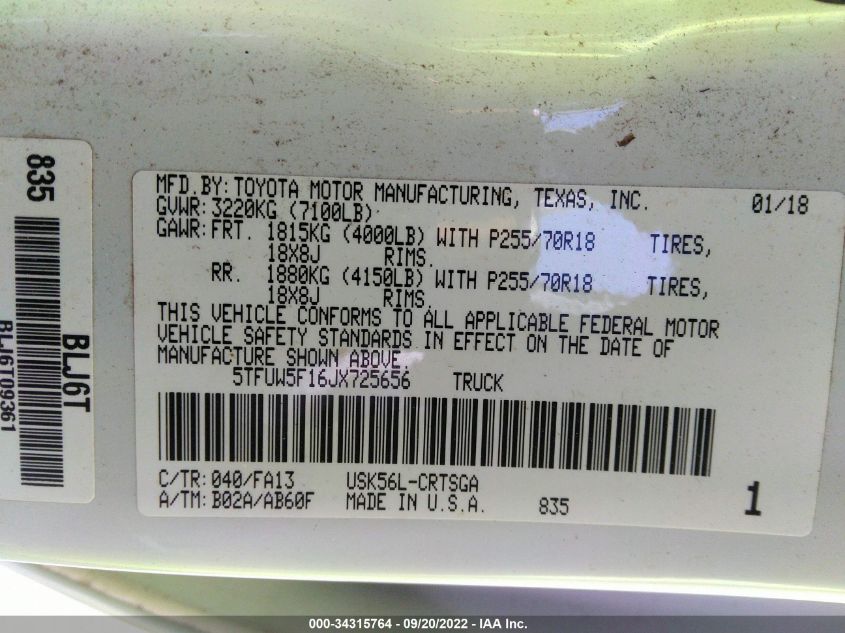 835
BLJ6T
BLJ6T09361
MFD.BY:TOYOTA MOTOR MANUFACTURING, TEXAS, INC. 01/18
GVWR:3220KG (7100LB)
GAWR:FRT. 1815KG (4000LB) WITH P255/70R18 TIRES,
18X8J RIMS.
RR. 1880KG (4150LB) WITH P255/70R18 TIRES,
18X8J RIMS.
THIS VEHICLE CONFORMS TO ALL APPLICABLE FEDERAL MOTOR
VEHICLE SAFETY STANDARDS IN EFFECT ON THE DATE OF
MANUFACTURE SHOWN ABOVE.
5TFUW5F16JX725656 TRUCK
C/TR:040/FA13 USK56L-CRTSGA
A/TM:B02A/AB60F MADE IN U.S.A. 835 1
000-34315764 - 09/20/2022 - IAA Inc.